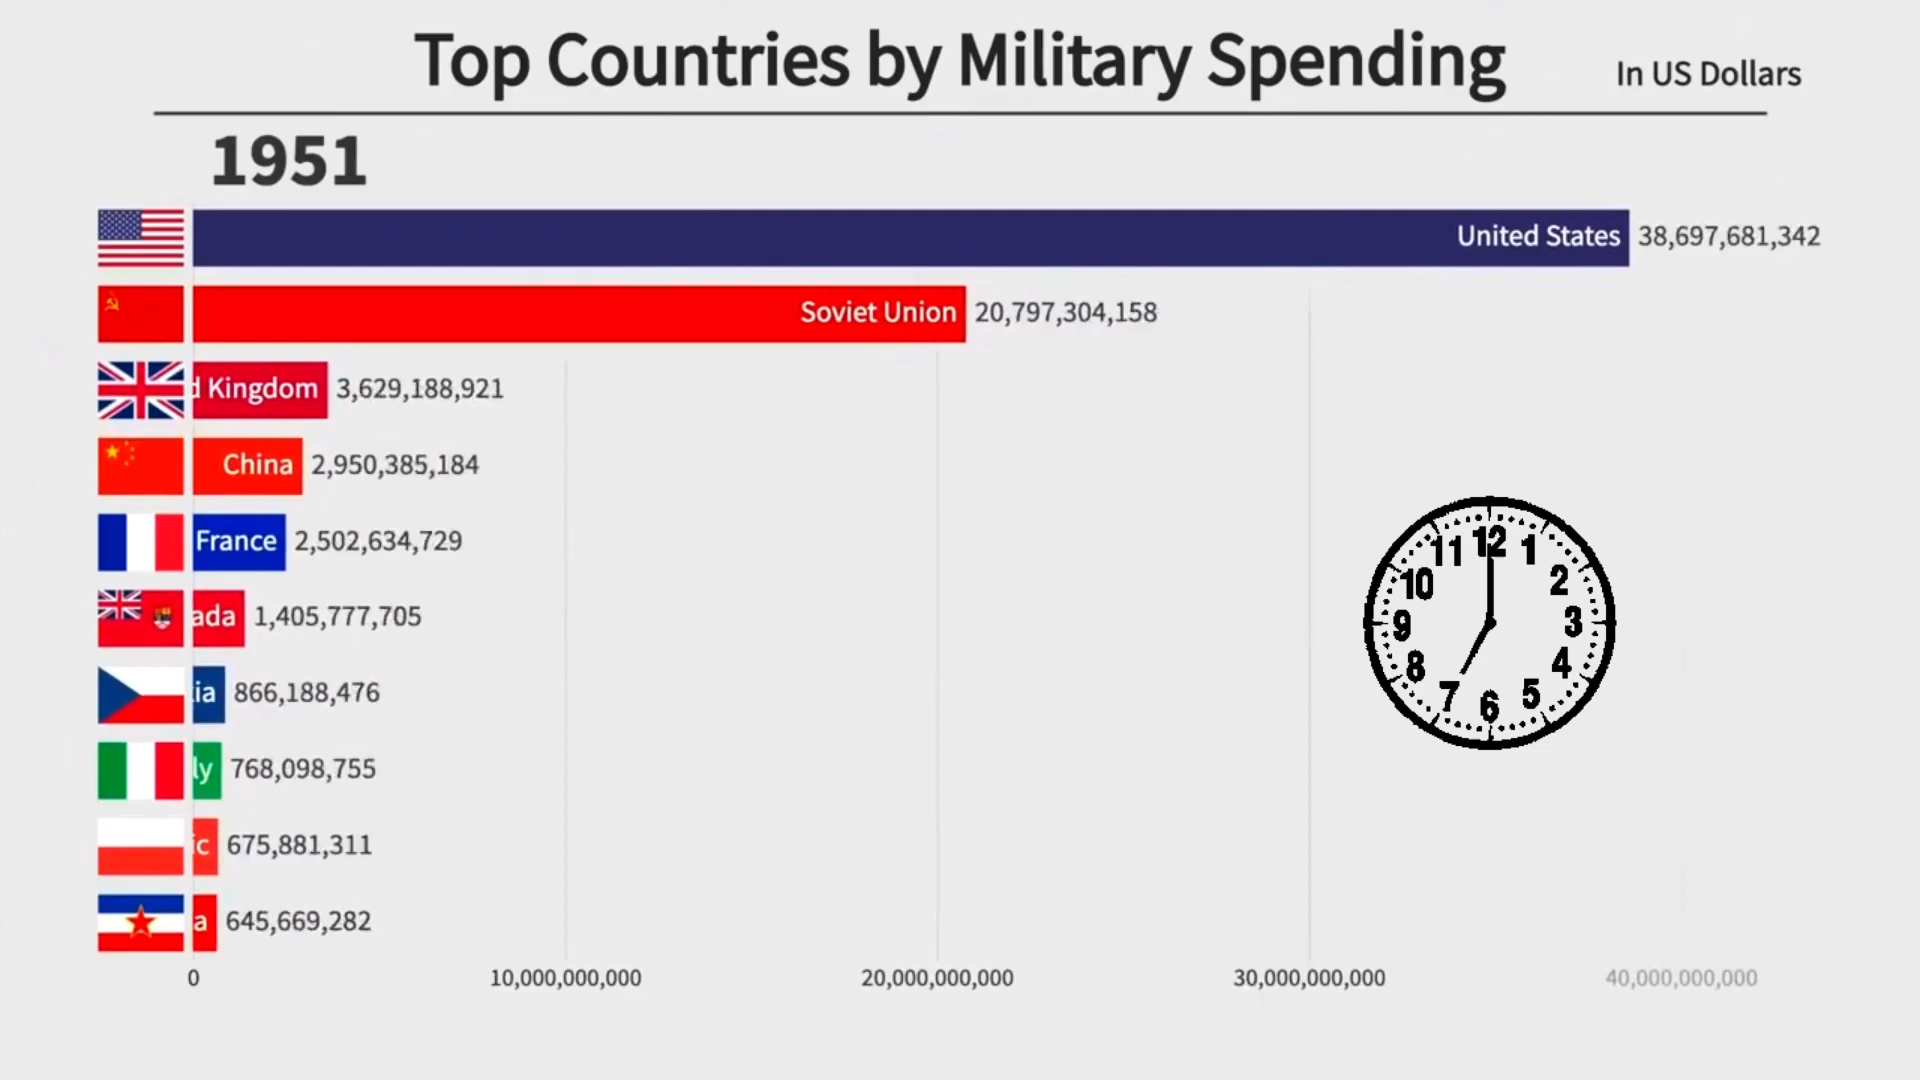 Top Countries by Military Spending
In US Dollars
1951
United States 38,697,681,342
Soviet Union 20,797,304,158
d Kingdom 3,629,188,921
China 2,950,385,184
France 2,502,634,729
ada 1,405,777,705
ia 866,188,476
ly 768,098,755
ic 675,881,311
a 645,669,282
0 10,000,000,000 20,000,000,000 30,000,000,000 40,000,000,000
12
11 1
10 2
9 3
8 4
7 5
6